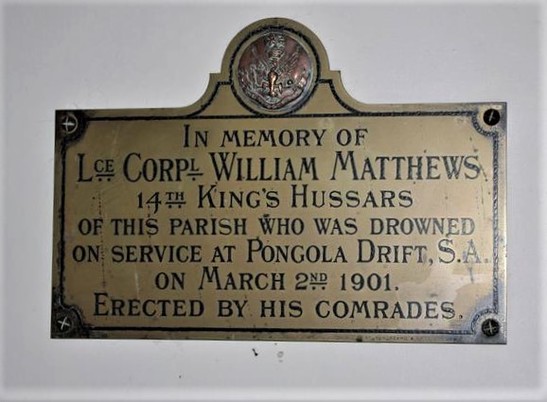 IN MEMORY OF
LCE CORPL WILLIAM MATTHEWS
14TH KING'S HUSSARS
OF THIS PARISH WHO WAS DROWNED
ON SERVICE AT PONGOLA DRIFT, S.A.
ON MARCH 2ND 1901.
ERECTED BY HIS COMRADES.